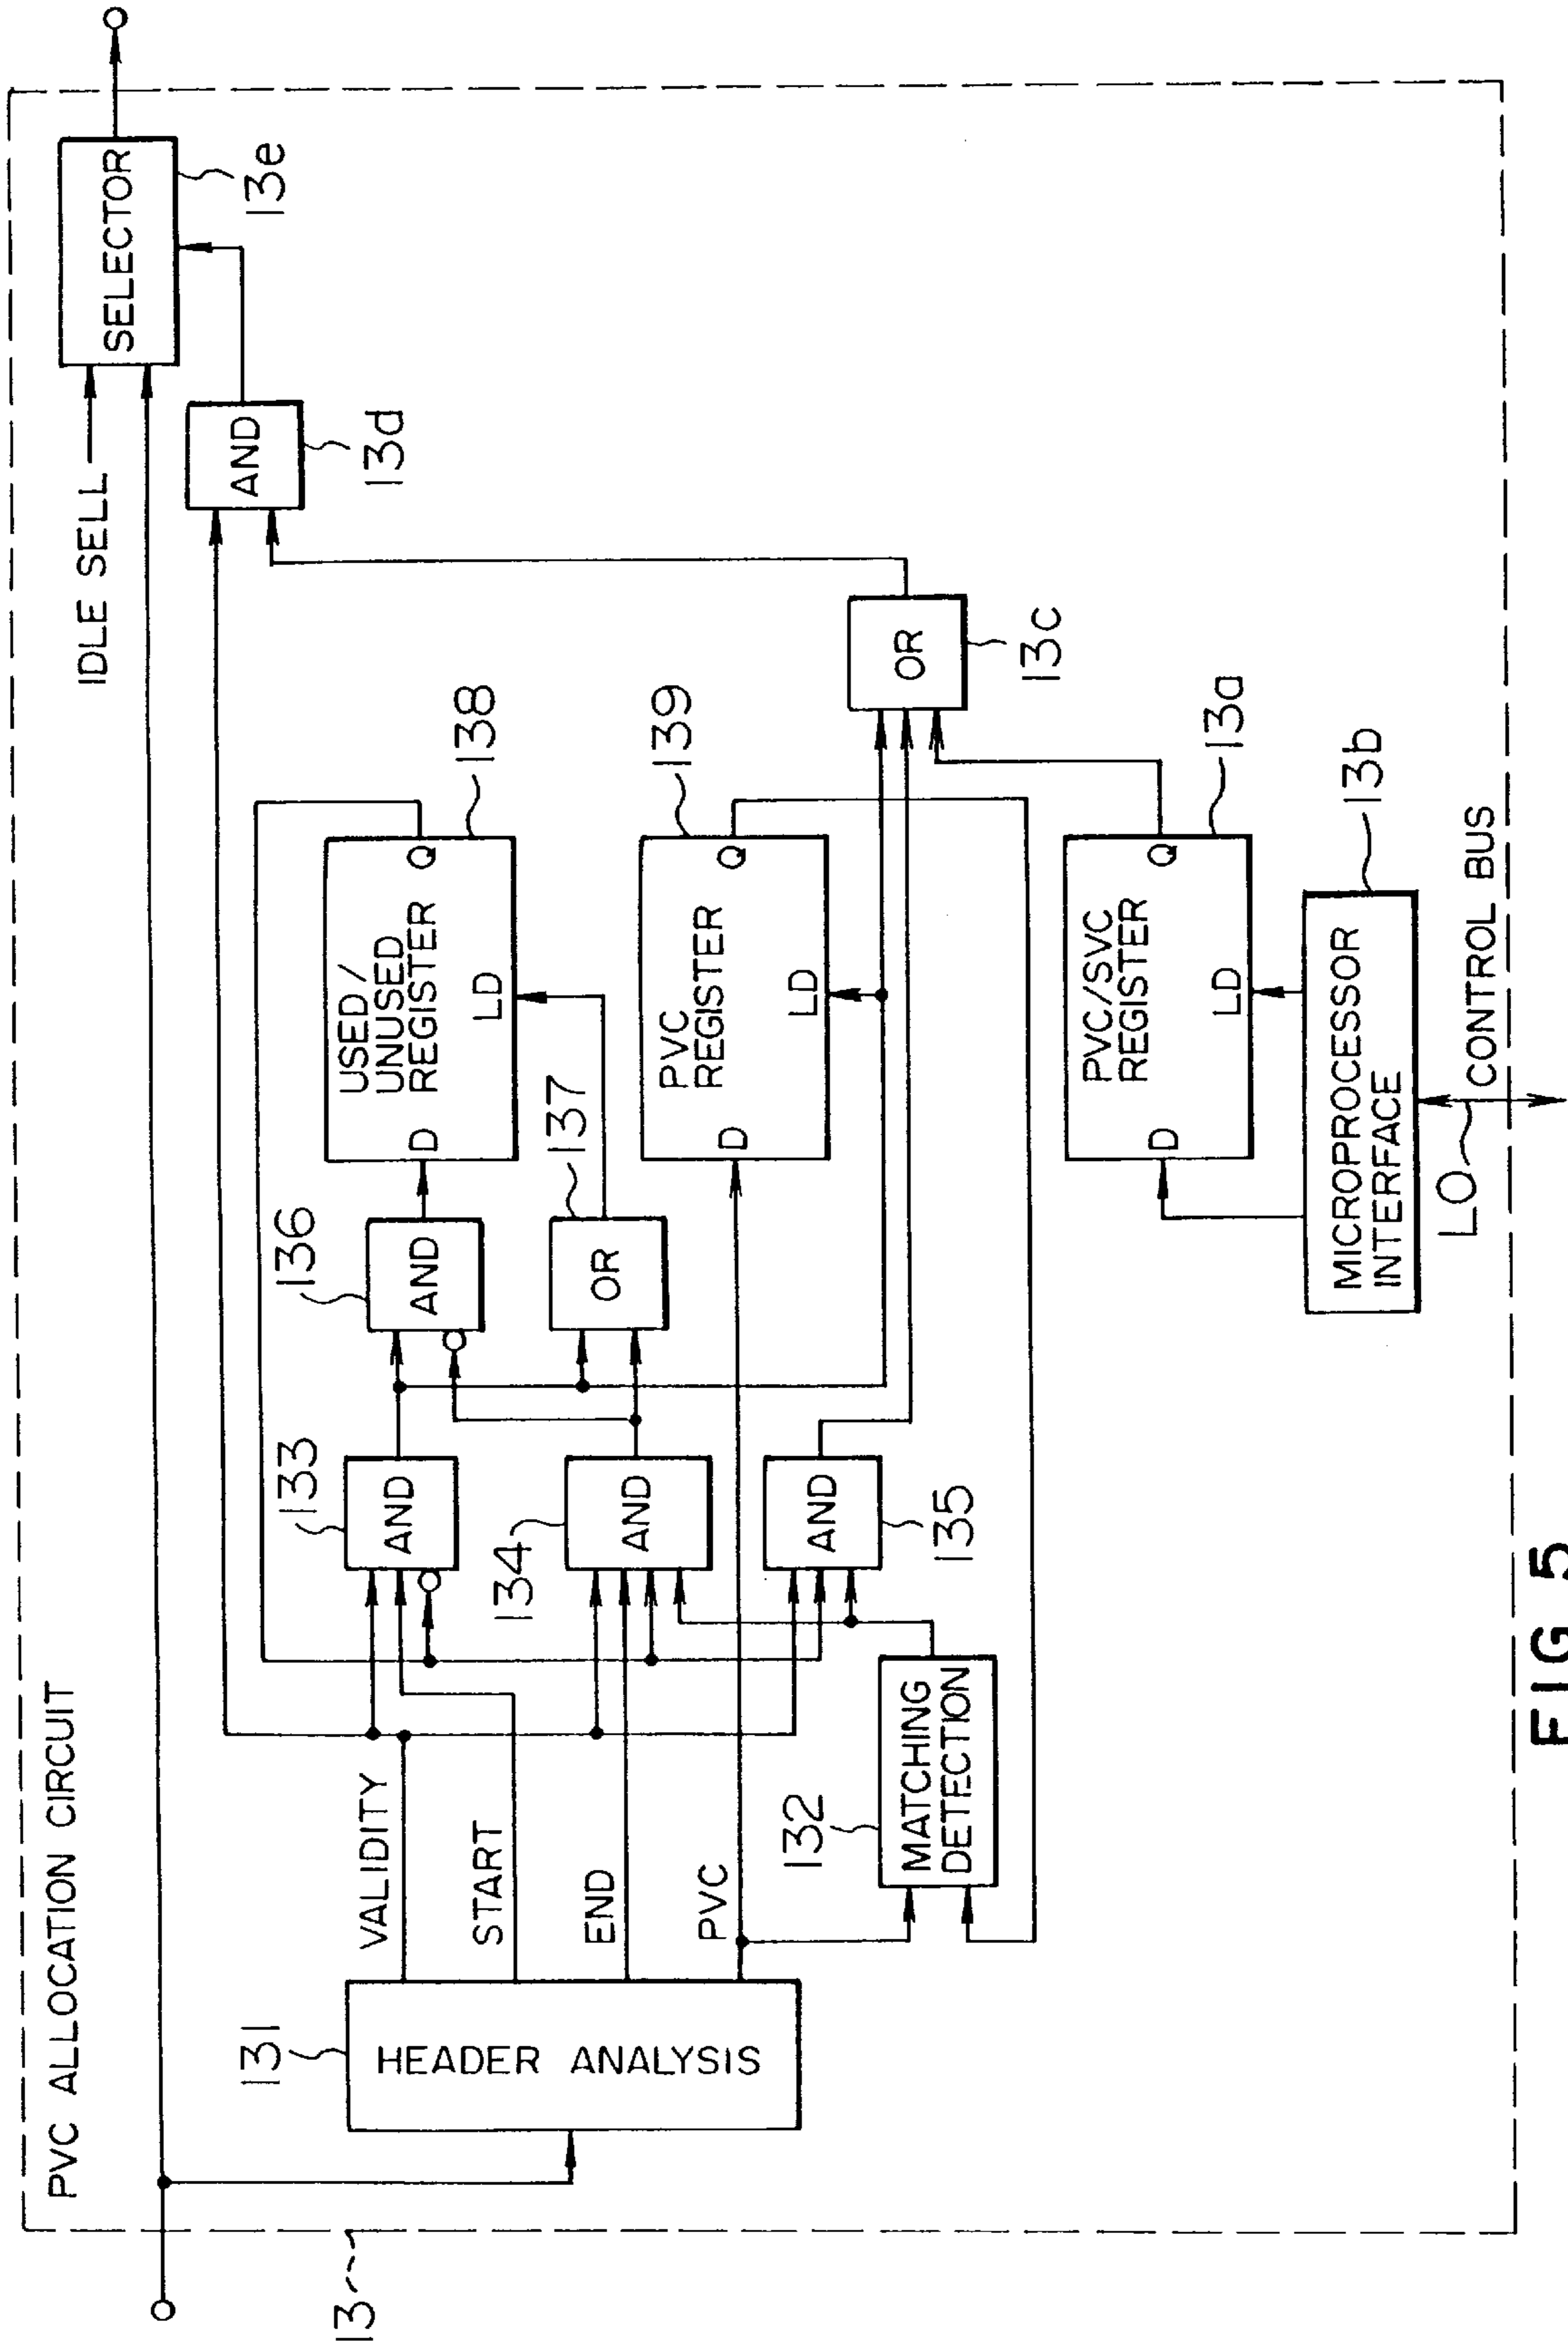 PVC ALLOCATION CIRCUIT
13
IDLE SELL
SELECTOR
13e
AND
13d
131
HEADER ANALYSIS
VALIDITY
START
END
PVC
133
AND
134
AND
AND
135
132
MATCHING
DETECTION
136
AND
137
OR
USED/
UNUSED
REGISTER
D
Q
LD
138
PVC
REGISTER
D
Q
LD
139
OR
13c
PVC/SVC
REGISTER
D
Q
LD
13a
MICROPROCESSOR
INTERFACE
13b
LO
CONTROL BUS
FIG 5